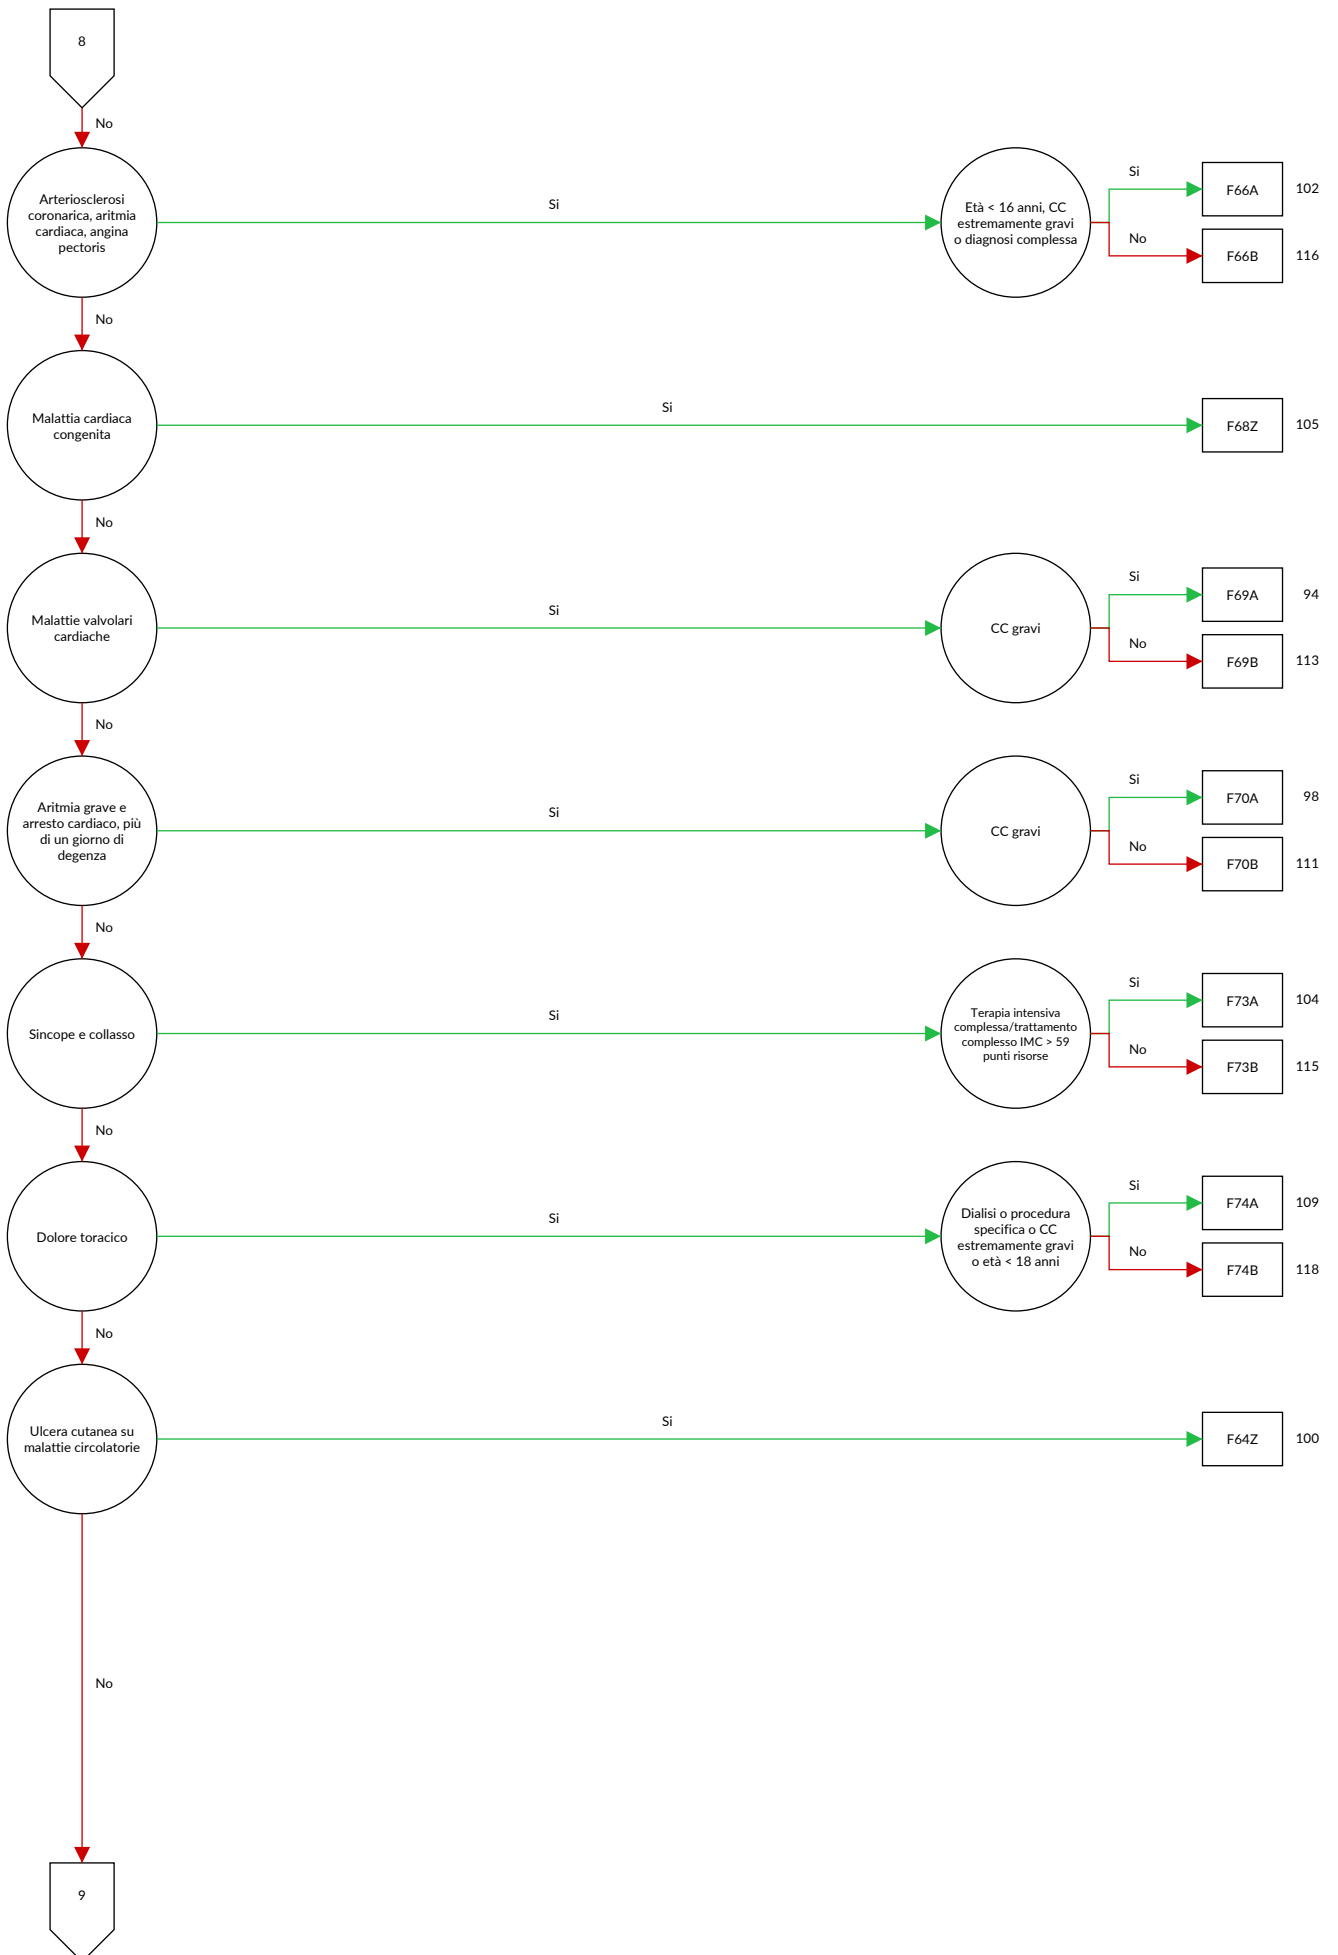 8
No
Arteriosclerosi
coronarica, aritmia
cardiaca, angina
pectoris
Si
Età < 16 anni, CC
estremamente gravi
o diagnosi complessa
Si
F66A
102
No
F66B
116
No
Malattia cardiaca
congenita
Si
F68Z
105
No
Malattie valvolari
cardiache
Si
CC gravi
Si
F69A
94
No
F69B
113
No
Aritmia grave e
arresto cardiaco, più
di un giorno di
degenza
Si
CC gravi
Si
F70A
98
No
F70B
111
No
Sincope e collasso
Si
Terapia intensiva
complessa/trattamento
complesso IMC > 59
punti risorse
Si
F73A
104
No
F73B
115
No
Dolore toracico
Si
Dialisi o procedura
specifica o CC
estremamente gravi
o età < 18 anni
Si
F74A
109
No
F74B
118
No
Ulcera cutanea su
malattie circolatorie
Si
F64Z
100
No
9